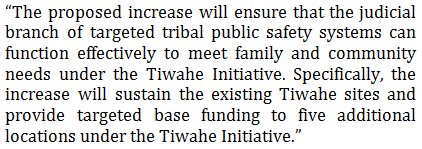 “The proposed increase will ensure that the judicial
branch of targeted tribal public safety systems can
function effectively to meet family and community
needs under the Tiwahe Initiative. Specifically, the
increase will sustain the existing Tiwahe sites and
provide targeted base funding to five additional
locations under the Tiwahe Initiative.”